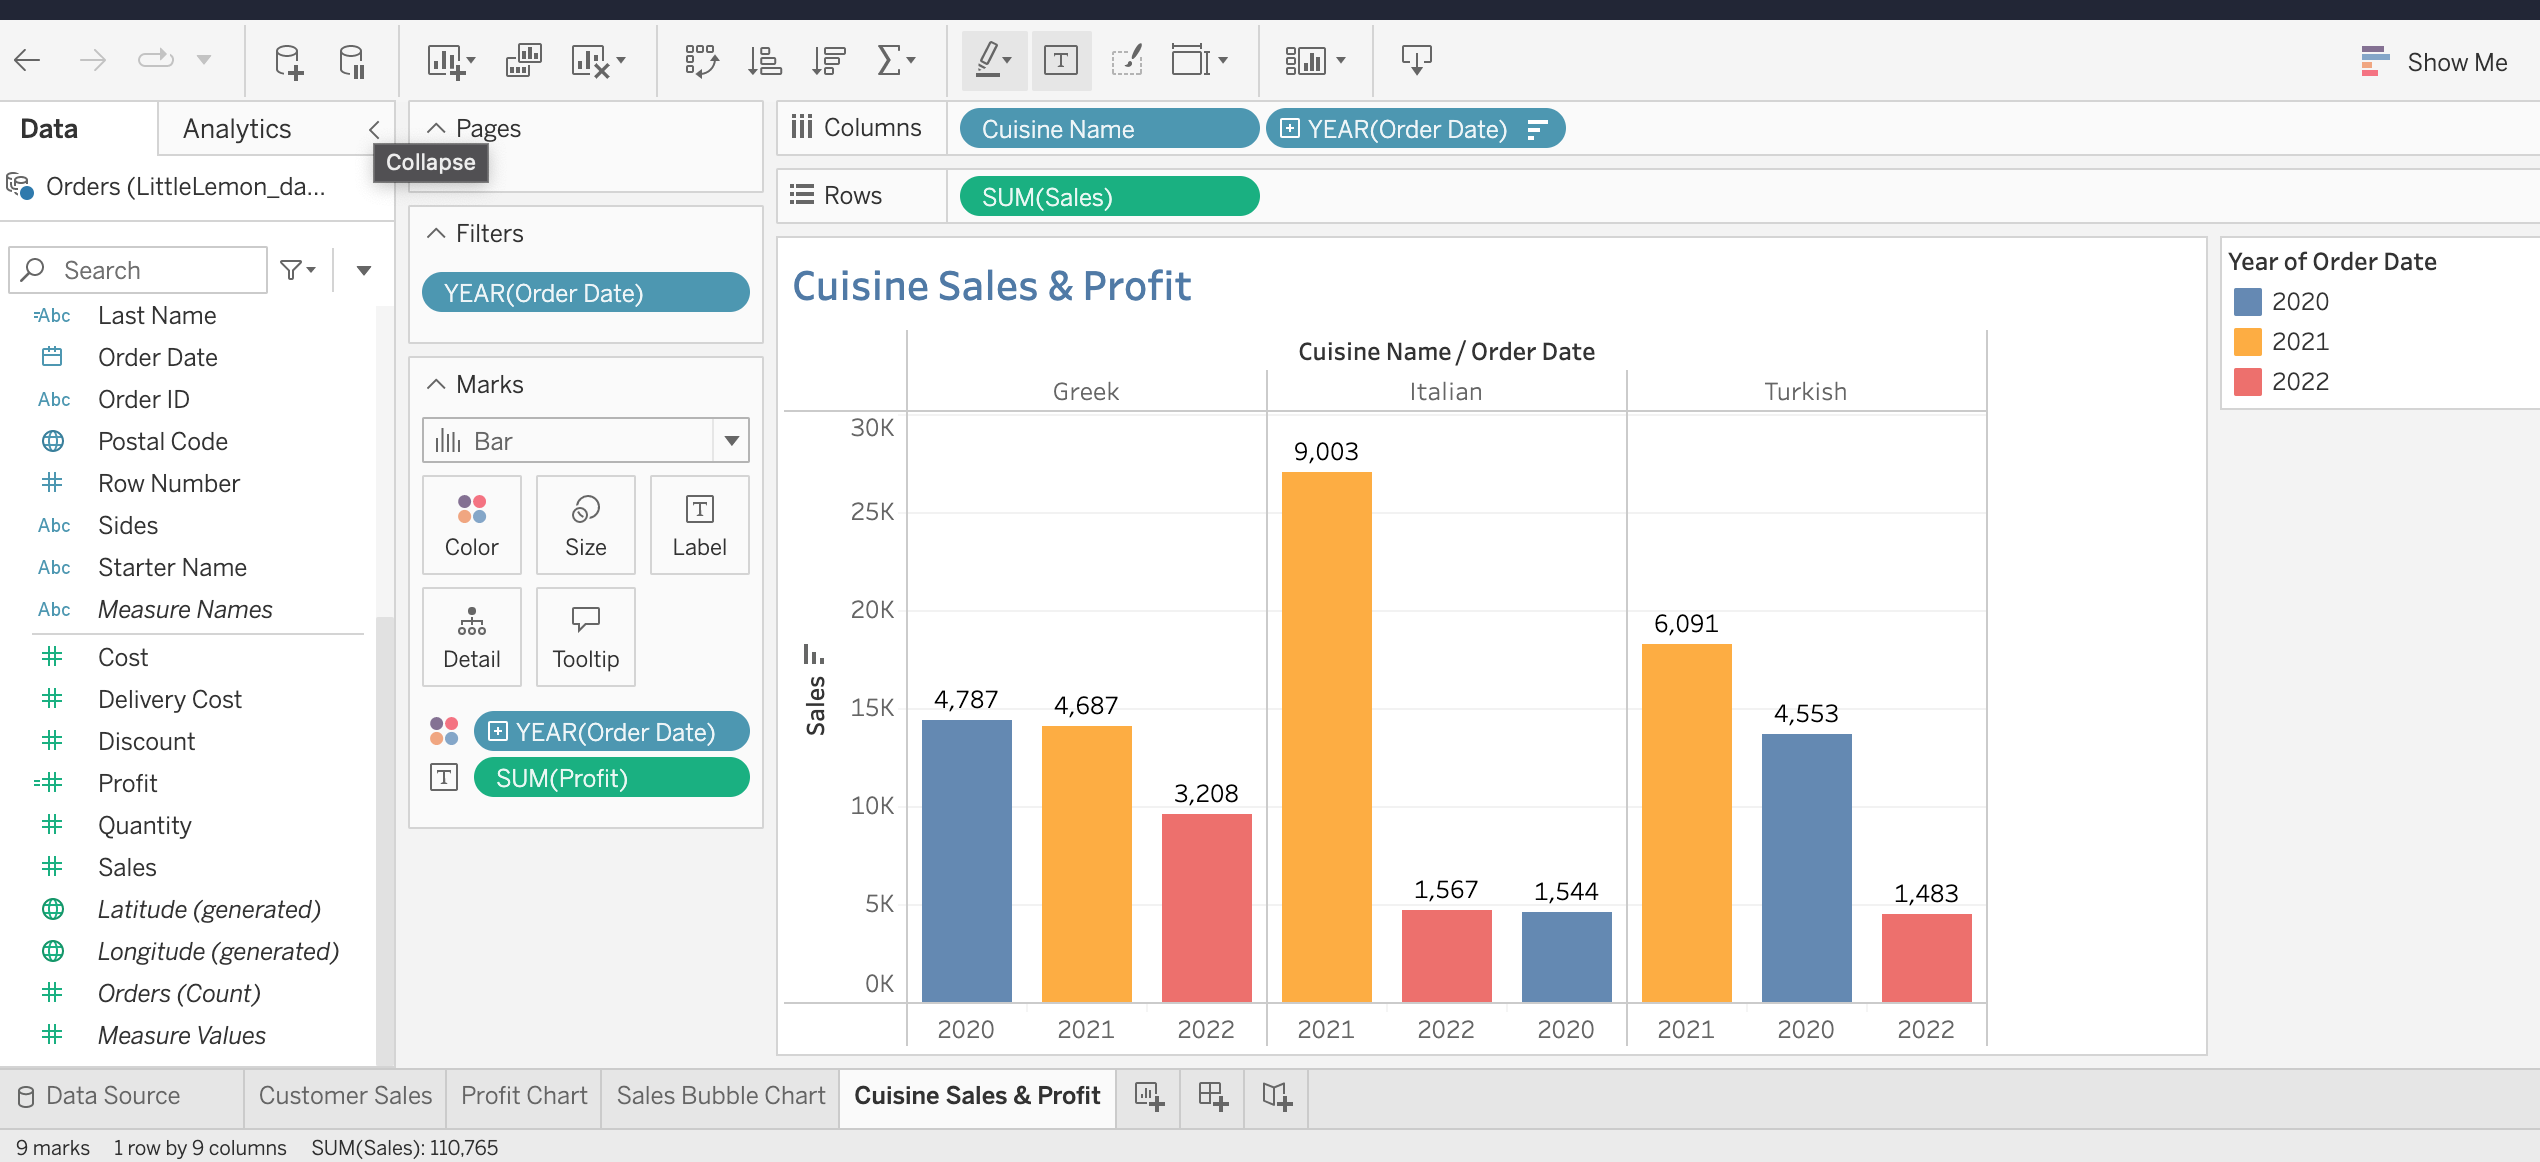 Show Me
Data
Analytics
Collapse
Orders (LittleLemon_da...
Search
Abc Last Name
Order Date
Abc Order ID
Postal Code
Row Number
Abc Sides
Abc Starter Name
Abc Measure Names
Cost
Delivery Cost
Discount
Profit
Quantity
Sales
Latitude (generated)
Longitude (generated)
Orders (Count)
Measure Values
Pages
Filters
YEAR(Order Date)
Marks
Bar
Color
Size
Label
Detail
Tooltip
YEAR(Order Date)
SUM(Profit)
Columns
Cuisine Name
YEAR(Order Date)
Rows
SUM(Sales)
Cuisine Sales & Profit
Cuisine Name / Order Date
Greek
Italian
Turkish
Sales
30K
25K
20K
15K
10K
5K
0K
4,787
4,687
3,208
9,003
1,567
1,544
6,091
4,553
1,483
2020
2021
2022
2021
2022
2020
2021
2020
2022
Year of Order Date
2020
2021
2022
Data Source
Customer Sales
Profit Chart
Sales Bubble Chart
Cuisine Sales & Profit
9 marks
1 row by 9 columns
SUM(Sales): 110,765